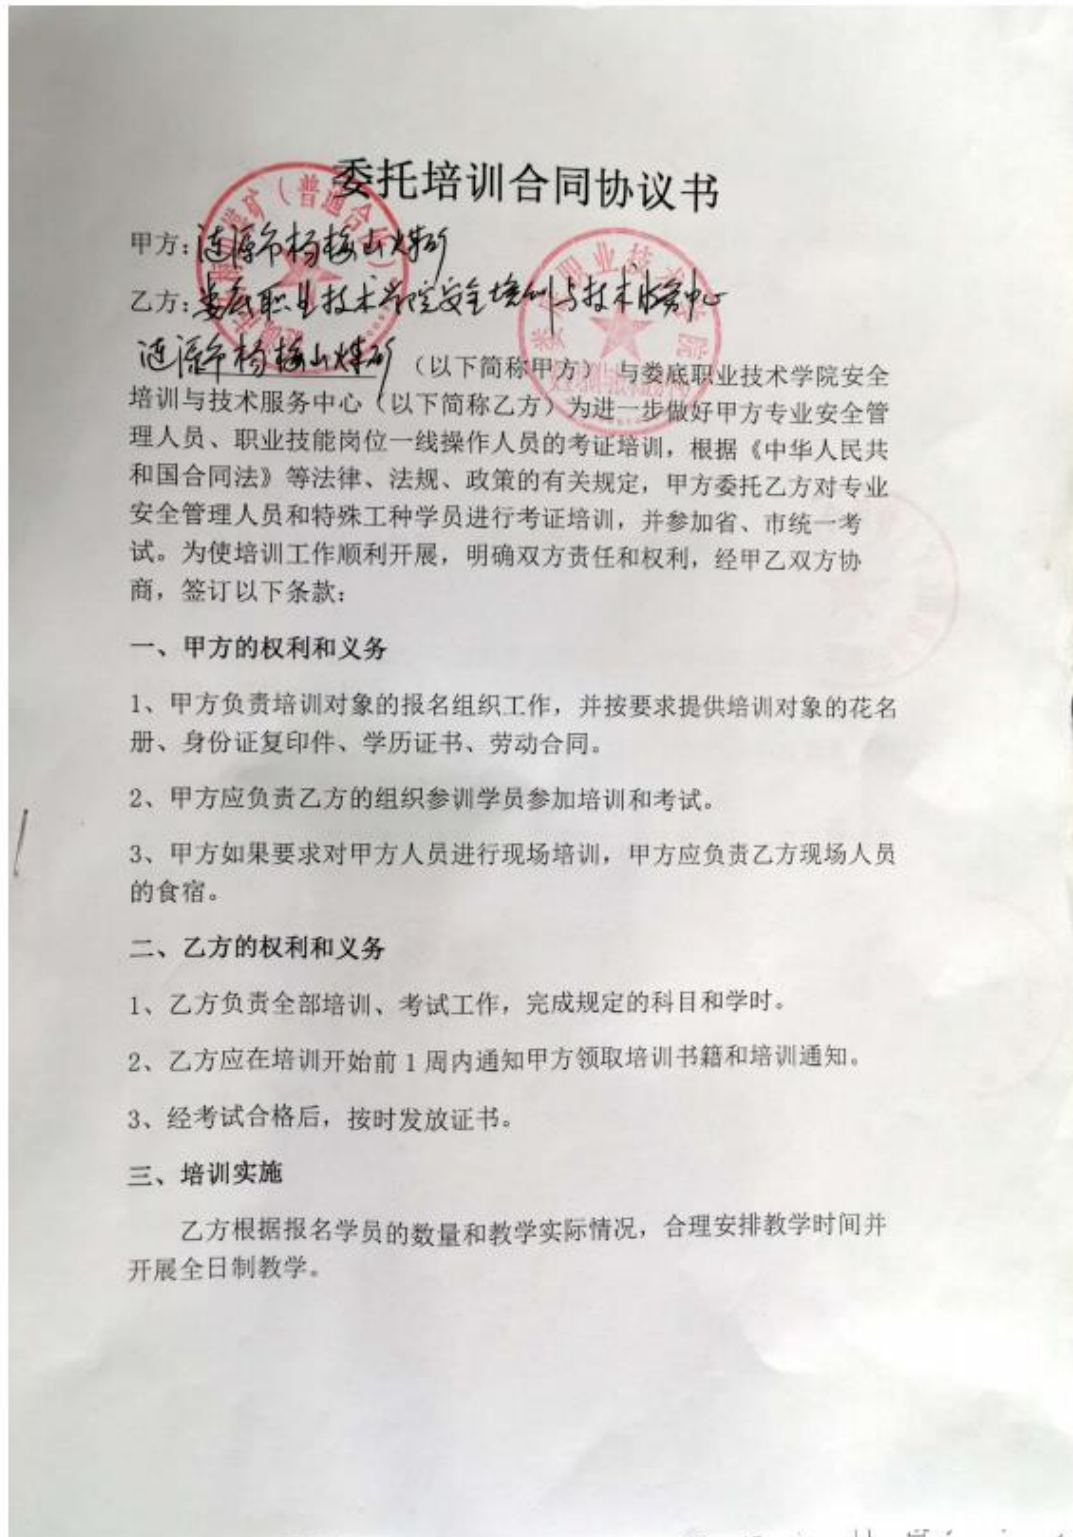 委托培训合同协议书
甲方:涟源市杨梅山煤矿
乙方:娄底职业技术学院安全培训与技术服务中心
涟源市杨梅山煤矿（以下简称甲方）与娄底职业技术学院安全
培训与技术服务中心（以下简称乙方）为进一步做好甲方专业安全管
理人员、职业技能岗位一线操作人员的考证培训，根据《中华人民共
和国合同法》等法律、法规、政策的有关规定，甲方委托乙方对专业
安全管理人员和特殊工种学员进行考证培训，并参加省、市统一考
试。为使培训工作顺利开展，明确双方责任和权利，经甲乙双方协
商，签订以下条款：
一、甲方的权利和义务
1、甲方负责培训对象的报名组织工作，并按要求提供培训对象的花名
册、身份证复印件、学历证书、劳动合同。
2、甲方应负责乙方的组织参训学员参加培训和考试。
3、甲方如果要求对甲方人员进行现场培训，甲方应负责乙方现场人员
的食宿。
二、乙方的权利和义务
1、乙方负责全部培训、考试工作，完成规定的科目和学时。
2、乙方应在培训开始前 1 周内通知甲方领取培训书籍和培训通知。
3、经考试合格后，按时发放证书。
三、培训实施
乙方根据报名学员的数量和教学实际情况，合理安排教学时间并
开展全日制教学。